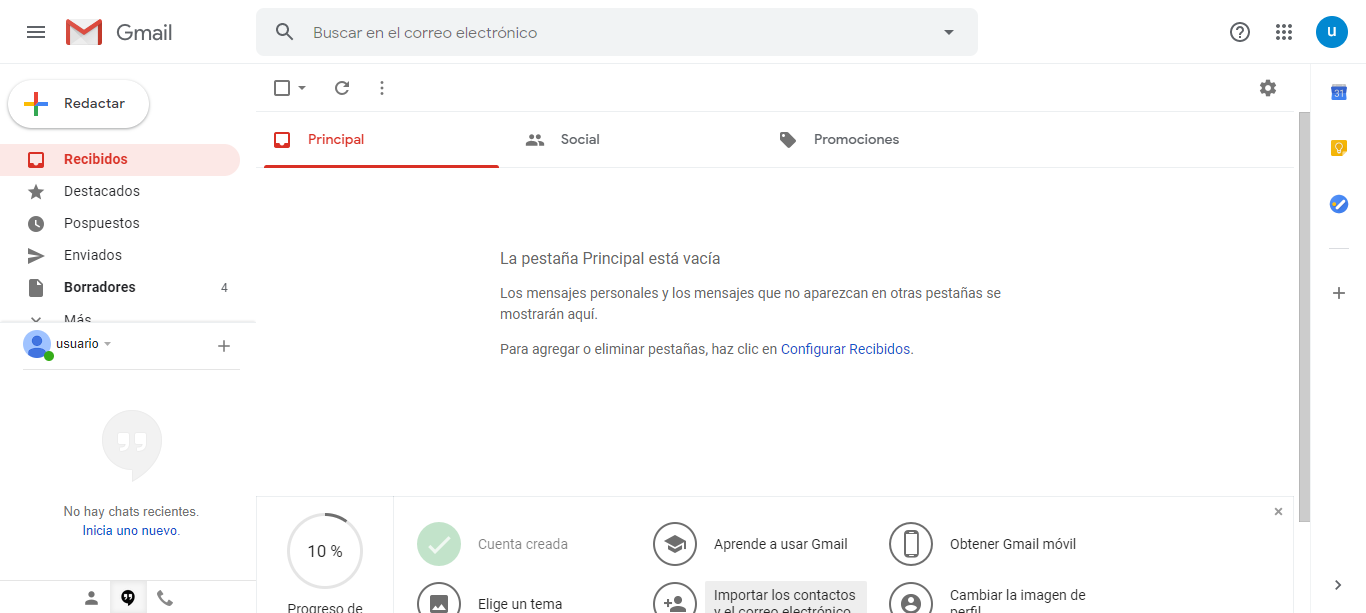 Gmail
Buscar en el correo electrónico
u
Redactar
31
Principal
Social
Promociones
Recibidos
Destacados
Pospuestos
Enviados
Borradores 4
Más
La pestaña Principal está vacía
Los mensajes personales y los mensajes que no aparezcan en otras pestañas se
mostrarán aquí.
Para agregar o eliminar pestañas, haz clic en Configurar Recibidos.
usuario
No hay chats recientes.
Inicia uno nuevo.
10 %
Progreso de
Cuenta creada
Aprende a usar Gmail
Obtener Gmail móvil
Elige un tema
Importar los contactos
y el correo electrónico
Cambiar la imagen de
perfil